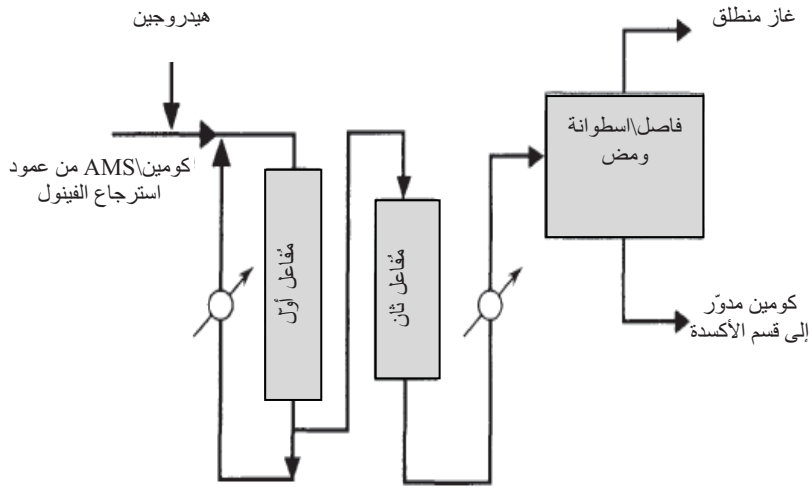 هيدروجين
غاز منطلق
فاصل\اسطوانة
ومض
كومين\AMS من عمود
استرجاع الفينول
مُفاعل أوّل
مُفاعل ثان
كومين مدوّر
إلى قسم الأكسدة